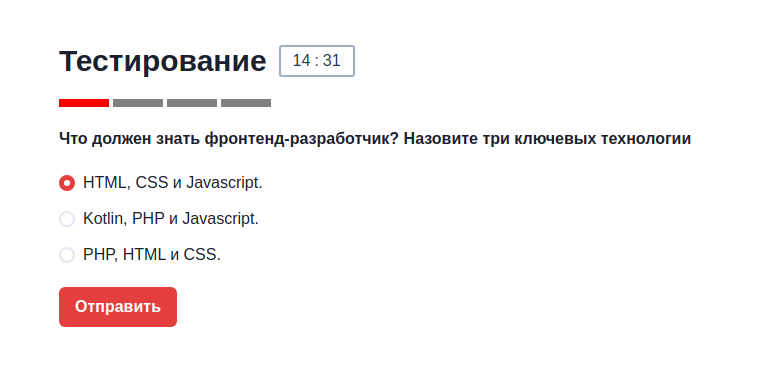 Тестирование 14 : 31
Что должен знать фронтенд-разработчик? Назовите три ключевых технологии
HTML, CSS и Javascript.
Kotlin, PHP и Javascript.
PHP, HTML и CSS.
Отправить